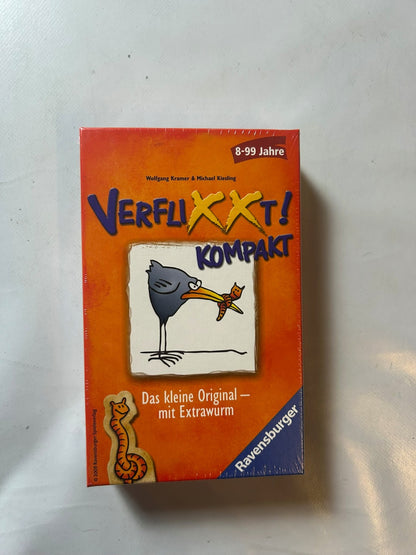 8-99 Jahre
Wolfgang Kramer & Michael Kiesling
VERFLIXXT!
KOMPAKT
Das kleine Original –
mit Extrawurm
Ravensburger